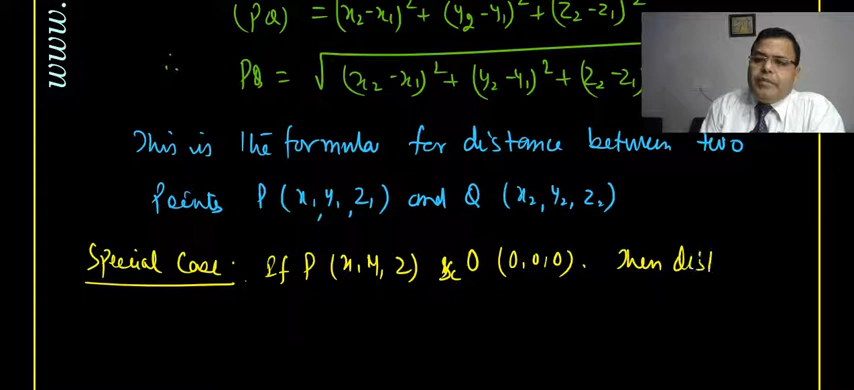 www.
(PQ)² = (x₂-x₁)² + (y₂-y₁)² + (z₂-z₁)²
∴ PQ = √(x₂-x₁)² + (y₂-y₁)² + (z₂-z₁)
This is the formula for distance between two
points P (x₁, y₁, z₁) and Q (x₂, y₂, z₂)
Special Case: If P (x, y, z) & O (0,0,0). Then dist